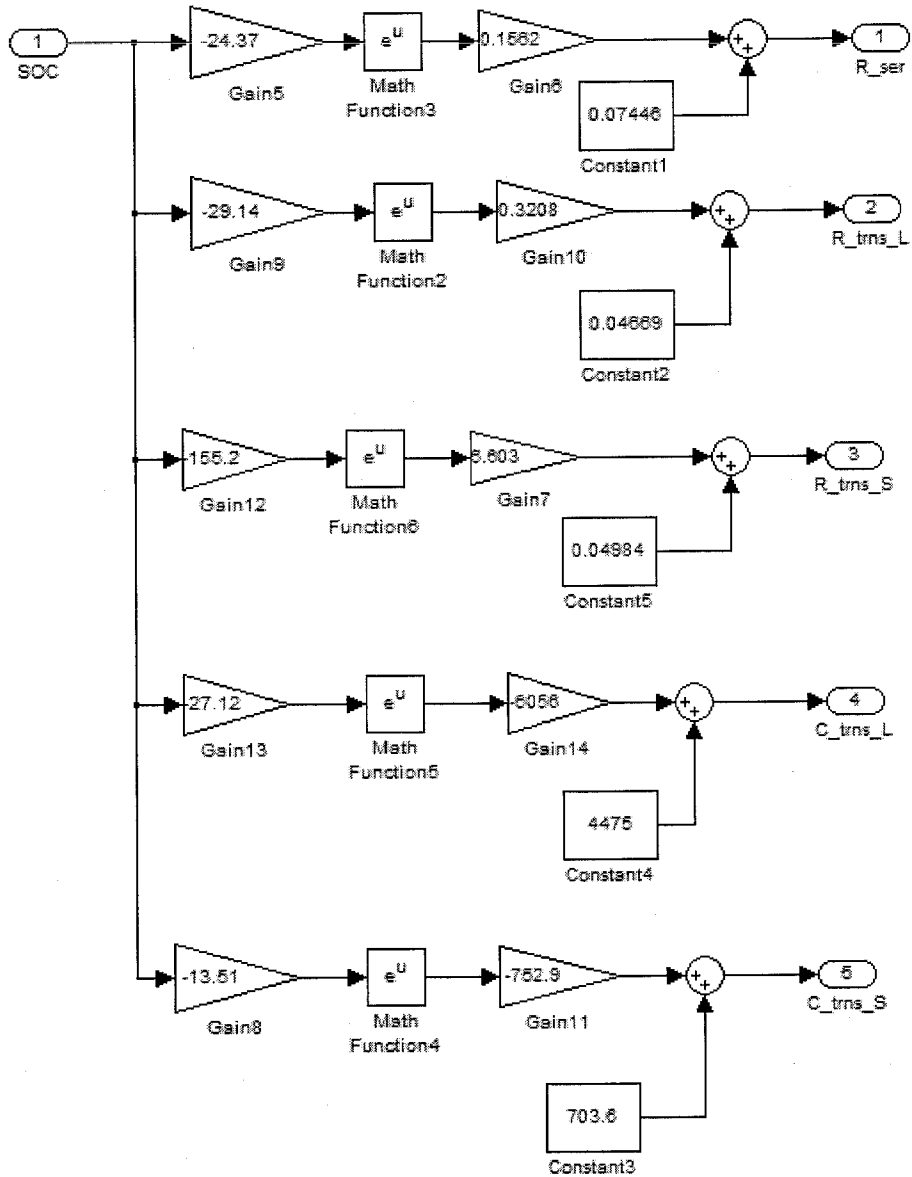 1
SOC
-24.37
Gain5
e^u
Math
Function3
0.1562
Gain6
0.07446
Constant1
1
R_ser
-29.14
Gain9
e^u
Math
Function2
0.3208
Gain10
0.04669
Constant2
2
R_trns_L
-155.2
Gain12
e^u
Math
Function6
6.603
Gain7
0.04984
Constant5
3
R_trns_S
-27.12
Gain13
e^u
Math
Function5
-6056
Gain14
4475
Constant4
4
C_trns_L
-13.51
Gain8
e^u
Math
Function4
-752.9
Gain11
703.6
Constant3
5
C_trns_S